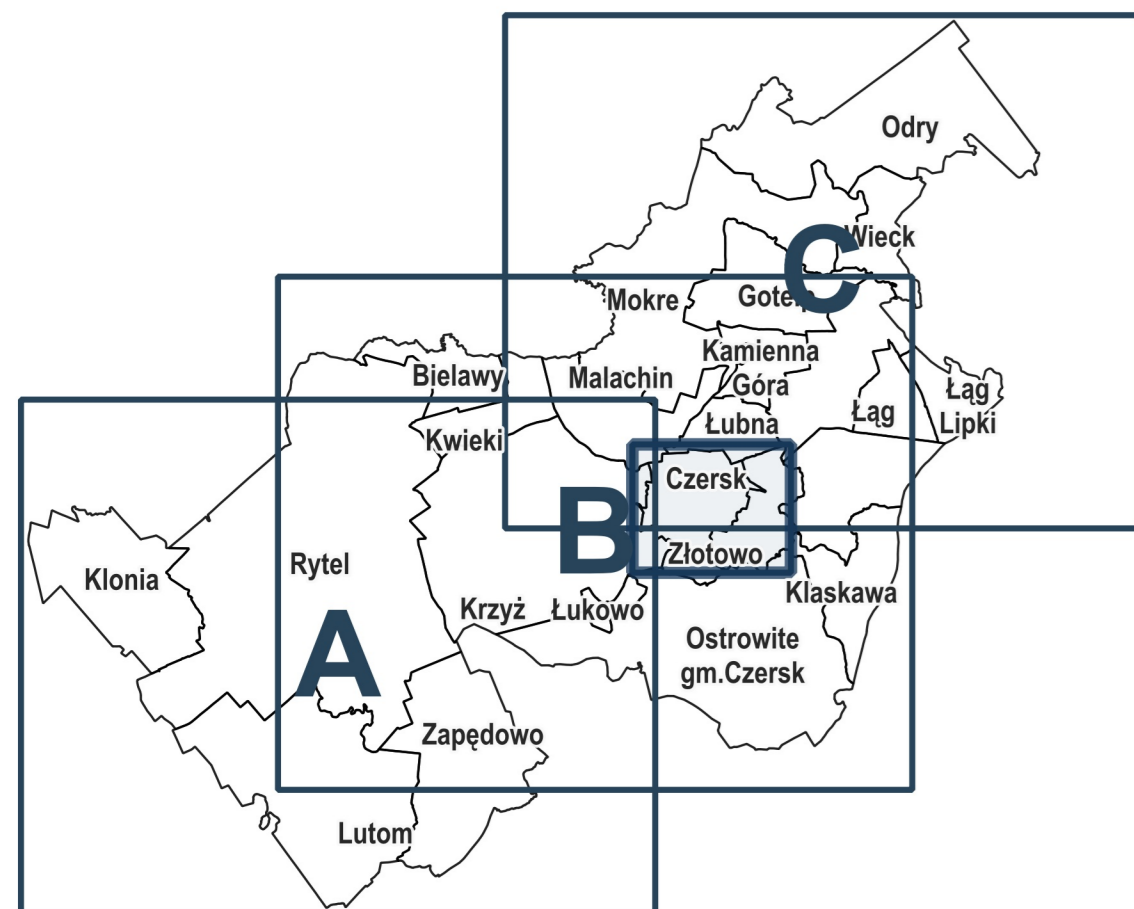 Odry
Wieck
C
Mokre
Gotelp
Kamienna
Góra
Bielawy
Malachin
Łąg
Lipki
Łąg
Łubna
Kwieki
Czersk
B
Złotowo
Rytel
Klonia
Klaskawa
Krzyż
Łukowo
A
Ostrowite
gm.Czersk
Zapędowo
Lutom